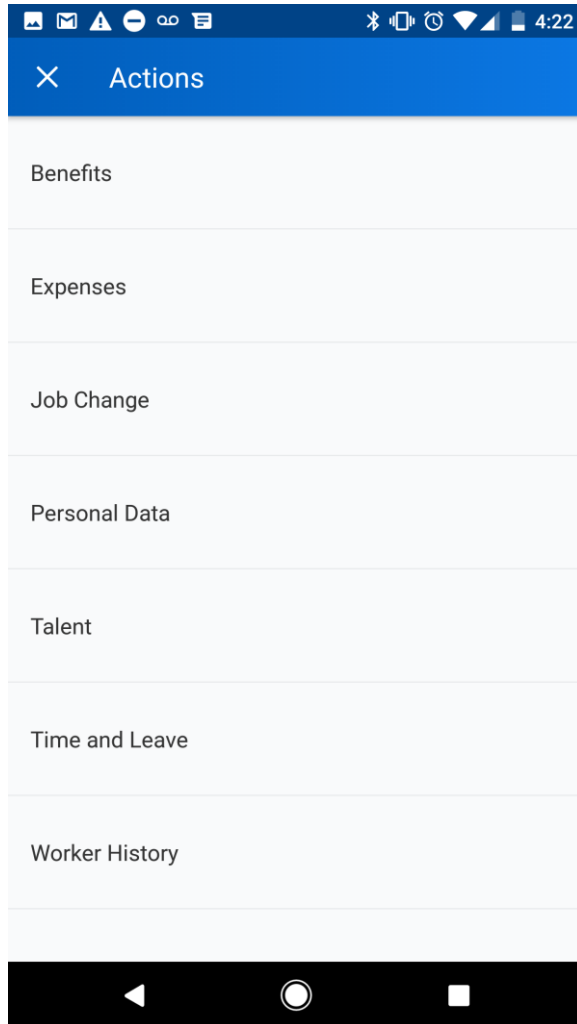 4:22
Actions
Benefits
Expenses
Job Change
Personal Data
Talent
Time and Leave
Worker History